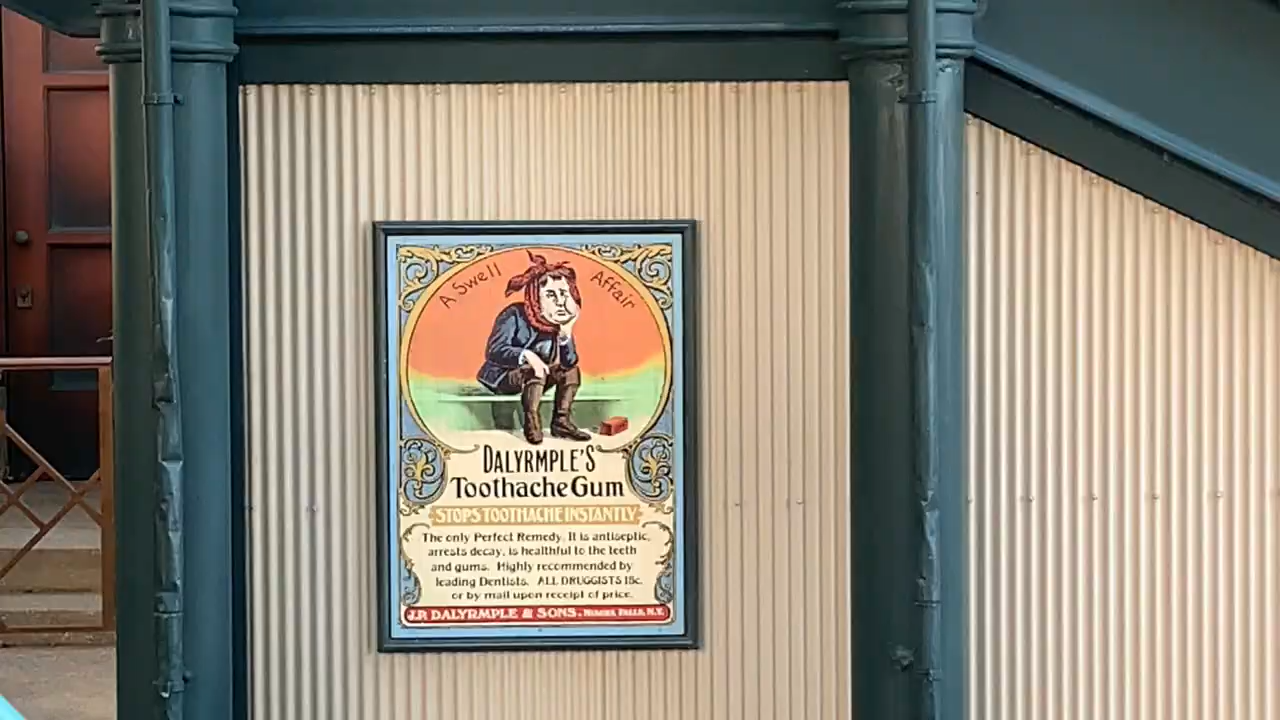 A Swell Affair
DALYRMPLE'S
Toothache Gum
STOPS TOOTHACHE INSTANTLY
The only Perfect Remedy. It is antiseptic,
arrests decay, is healthful to the teeth
and gums. Highly recommended by
leading Dentists. ALL DRUGGISTS 15c.
or by mail upon receipt of price.
J.P. DALYRMPLE & SONS. FALLS, N.Y.